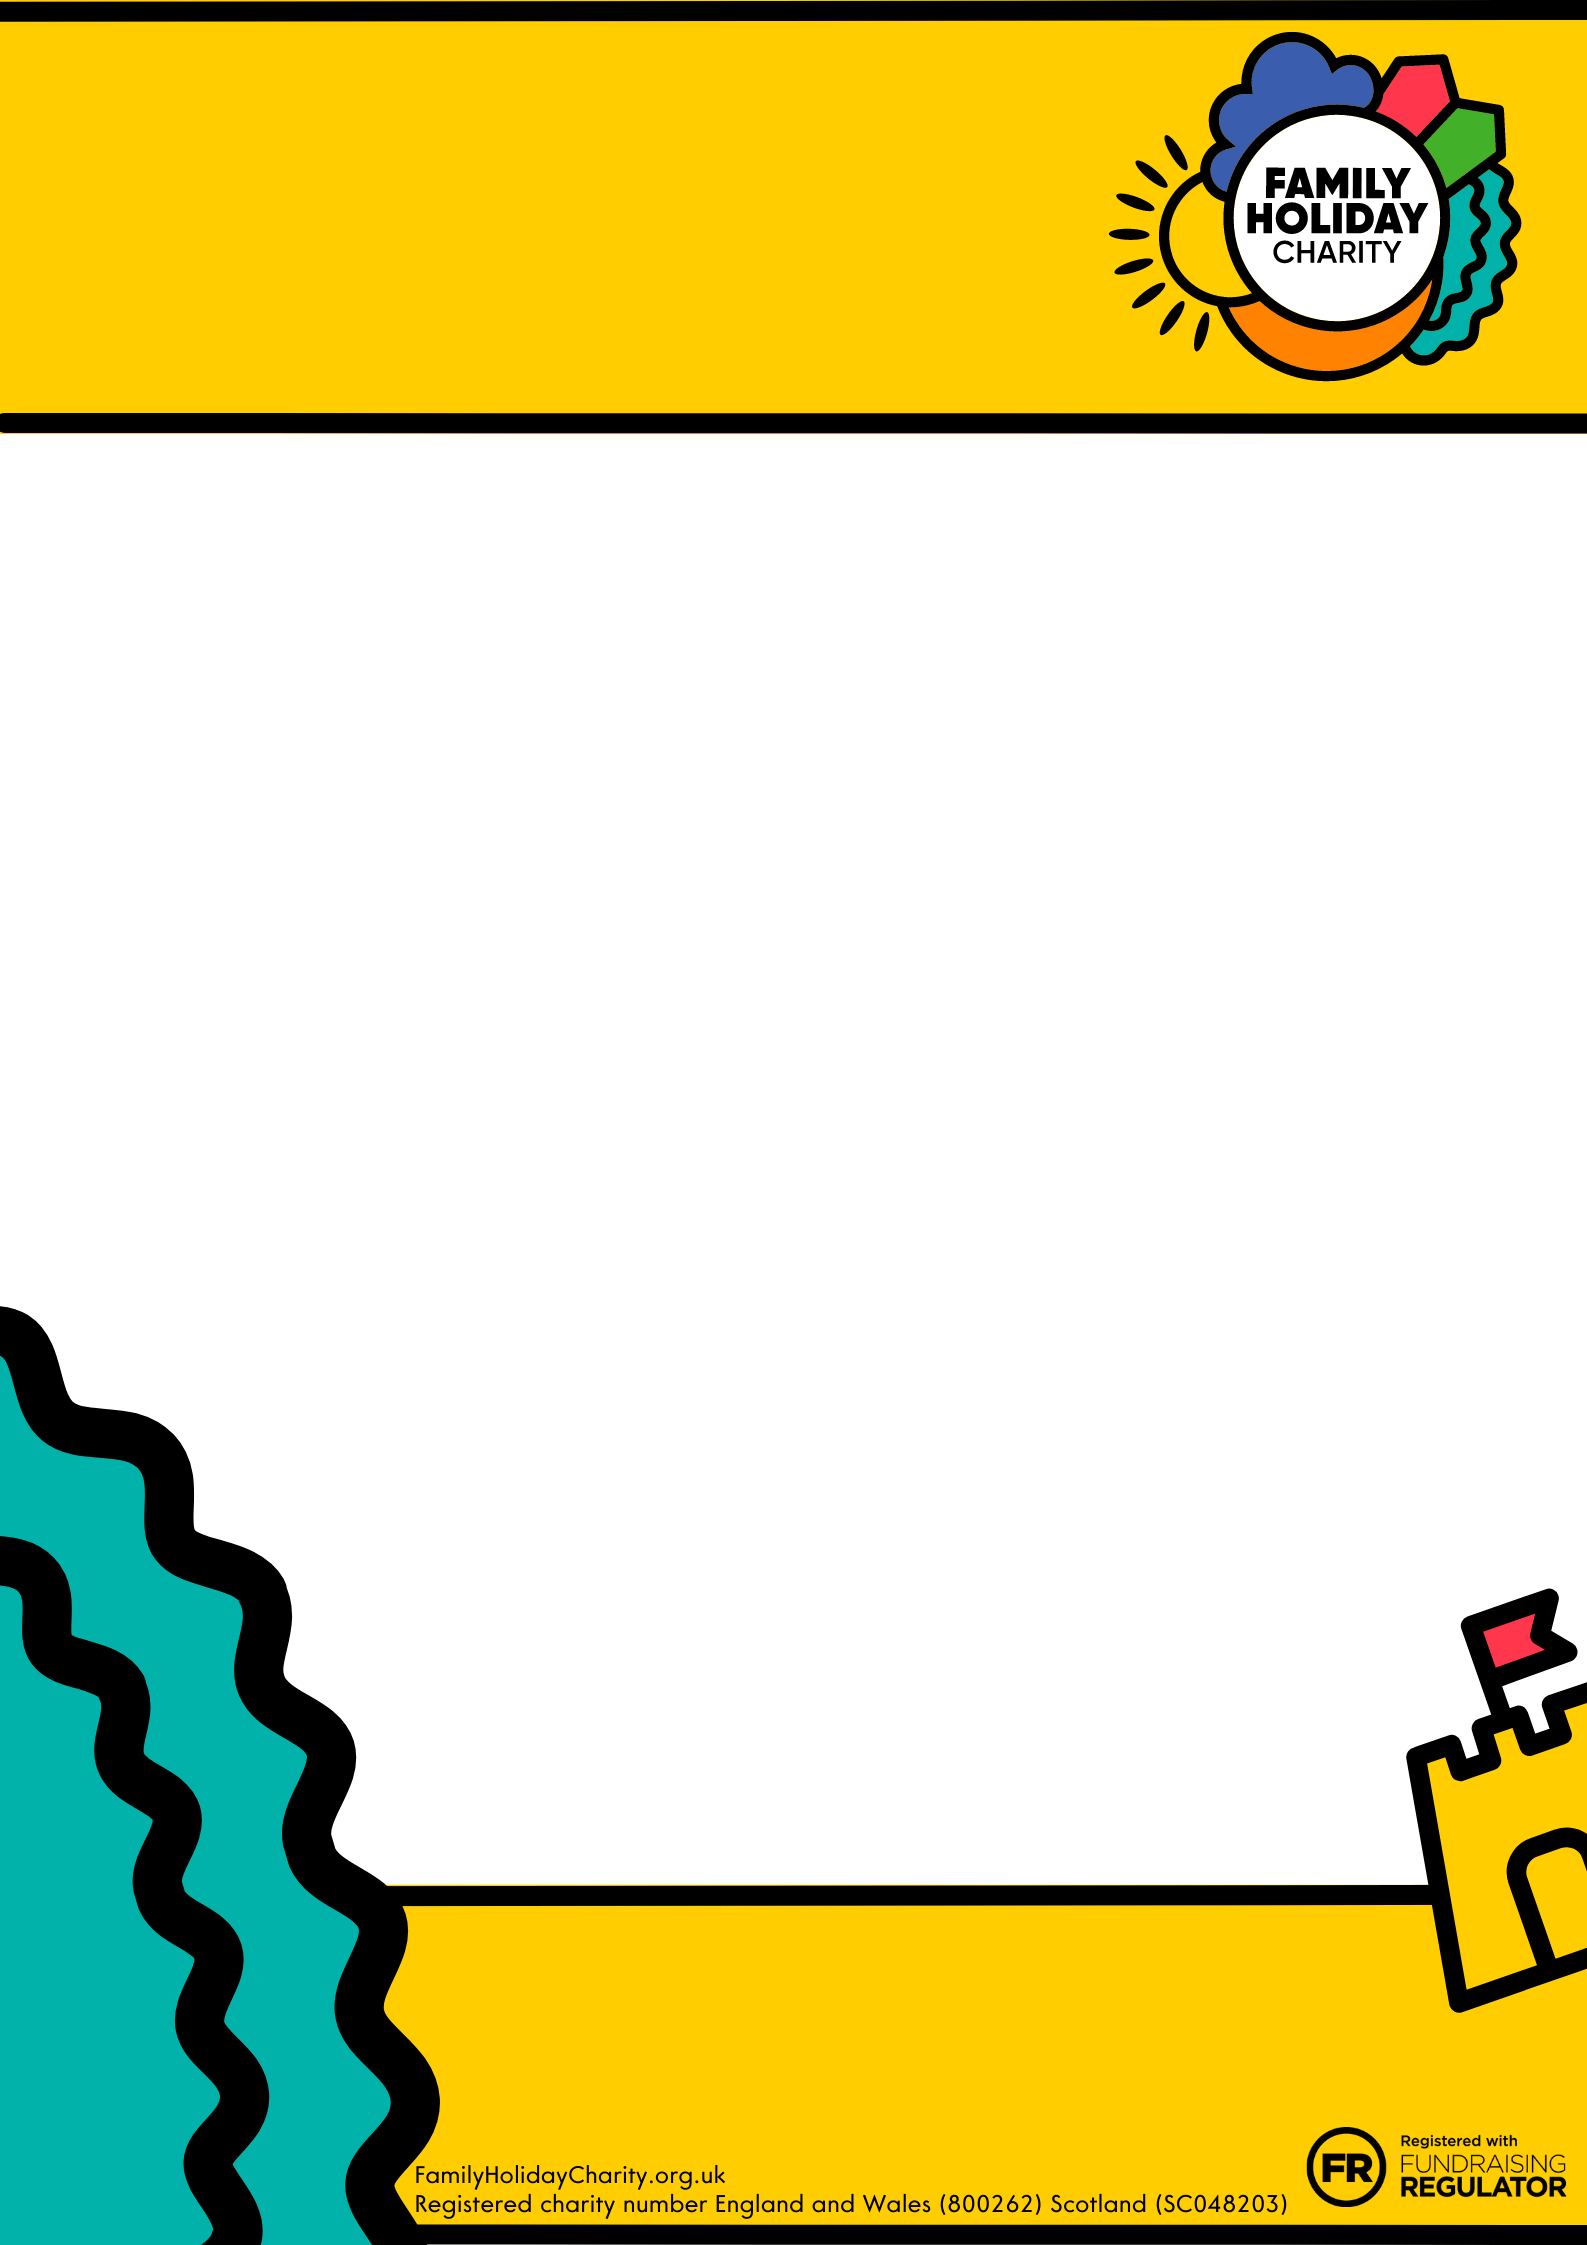 FAMILY
HOLIDAY
CHARITY
FamilyHolidayCharity.org.uk
Registered charity number England and Wales (800262) Scotland (SC048203)
FR
Registered with
FUNDRAISING
REGULATOR